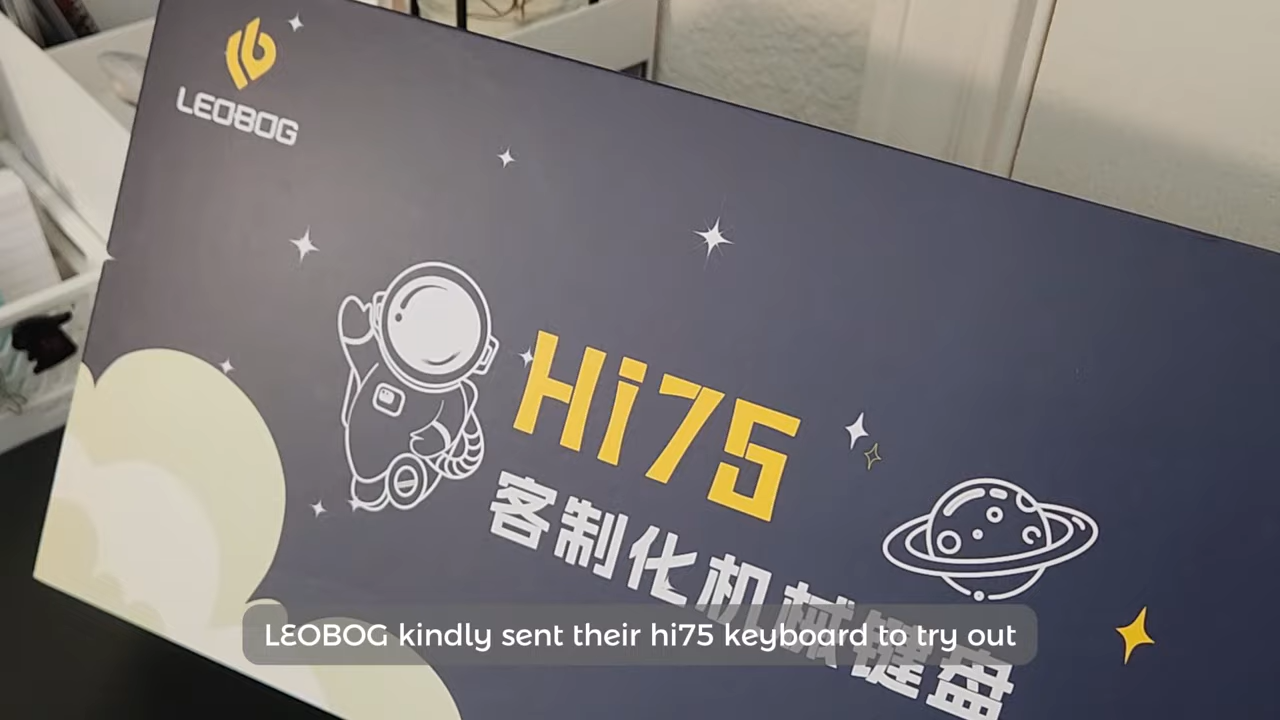 LEOBOG
Hi75
客制化机械键盘
LEOBOG kindly sent their hi75 keyboard to try out